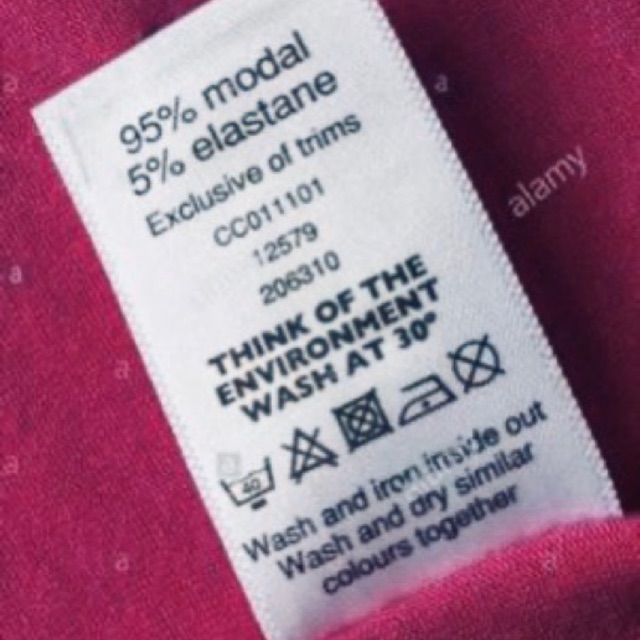 95% modal
5% elastane
Exclusive of trims
CC011101
12579
206310
THINK OF THE
ENVIRONMENT
WASH AT 30°
40
Wash and iron inside out
Wash and dry similar
colours together
alamy